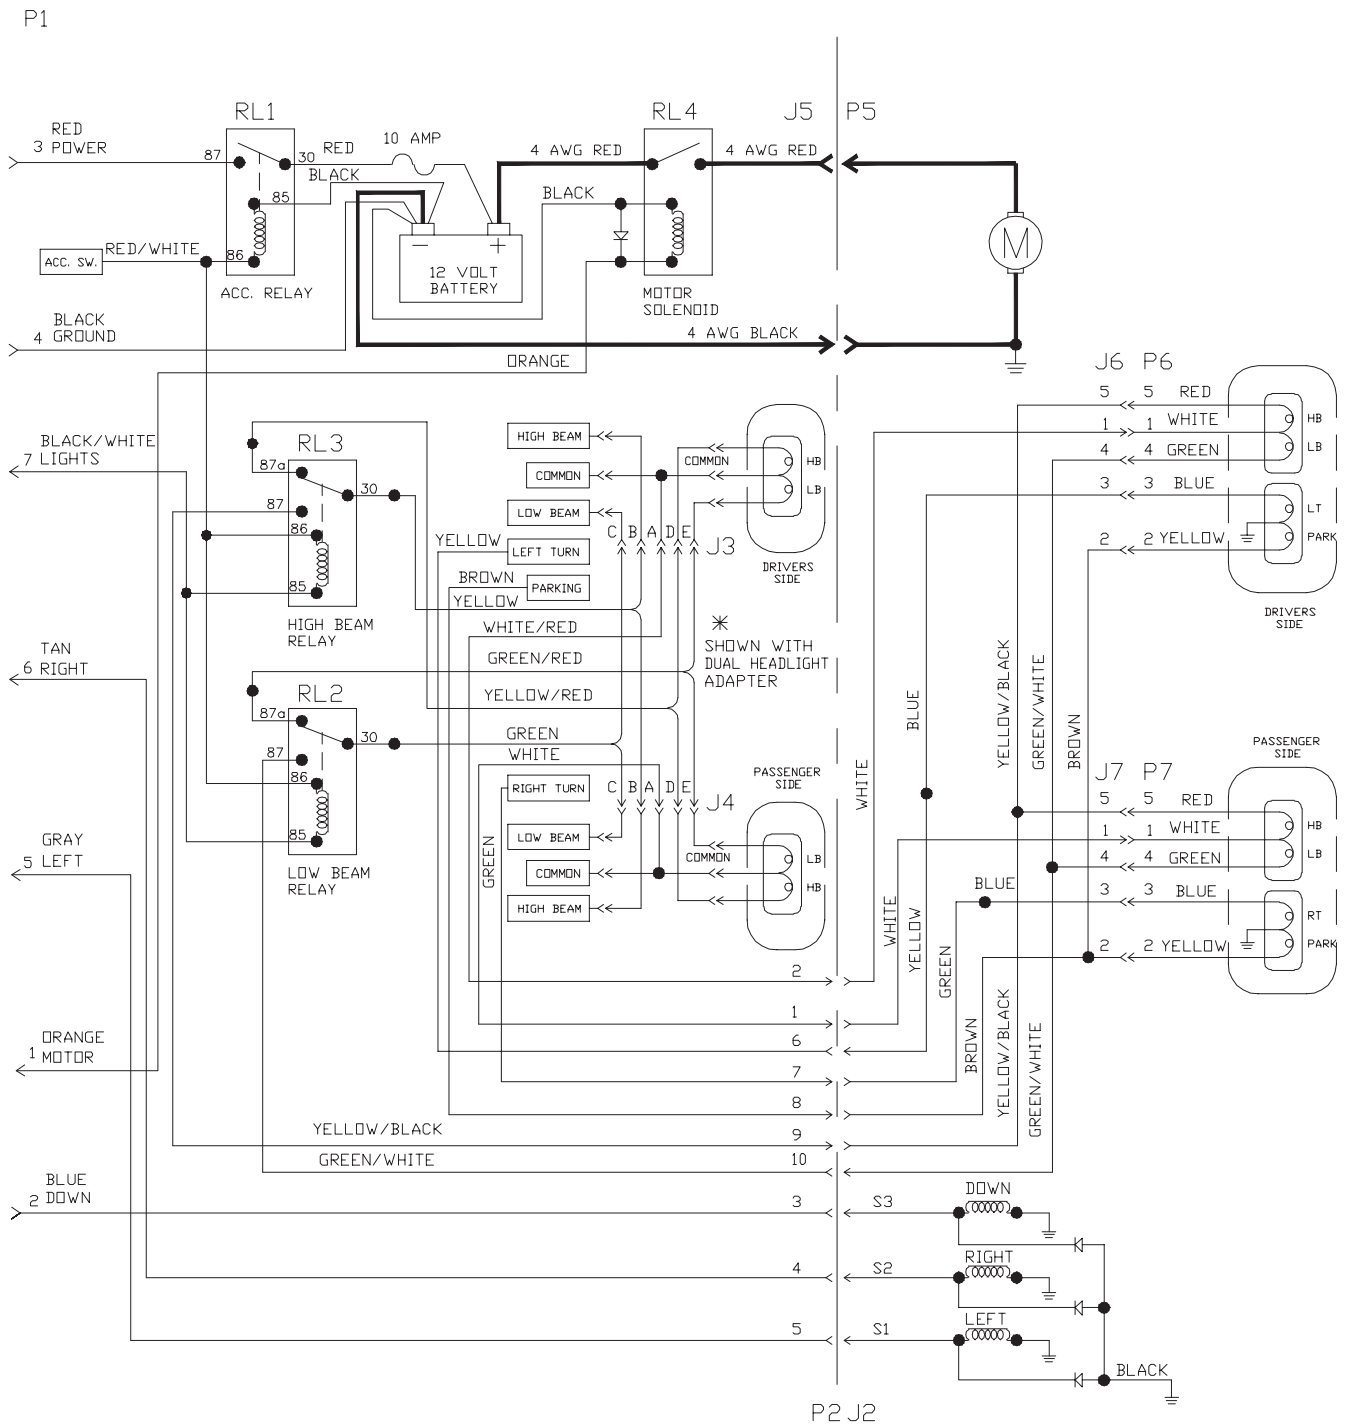 P1
RL1
RL4
J5
P5
RED
3 POWER
87
30
RED
10 AMP
4 AWG RED
4 AWG RED
BLACK
85
BLACK
M
RED/WHITE
ACC. SW.
86
12 VOLT
BATTERY
ACC. RELAY
MOTOR
SOLENOID
BLACK
4 GROUND
4 AWG BLACK
ORANGE
J6
P6
5
5
RED
1
1
WHITE
4
4
GREEN
3
3
BLUE
2
2
YELLOW
HB
LB
LT
PARK
DRIVERS
SIDE
BLACK/WHITE
7 LIGHTS
RL3
87a
30
87
86
85
HIGH BEAM
RELAY
HIGH BEAM
COMMON
LOW BEAM
COMMON
HB
LB
C B A D E
J3
DRIVERS
SIDE
YELLOW
LEFT TURN
BROWN
PARKING
YELLOW
WHITE/RED
GREEN/RED
YELLOW/RED
SHOWN WITH
DUAL HEADLIGHT
ADAPTER
TAN
6 RIGHT
RL2
87a
30
87
86
85
LOW BEAM
RELAY
GREEN
WHITE
RIGHT TURN
C B A D E
J4
PASSENGER
SIDE
LOW BEAM
COMMON
HIGH BEAM
COMMON
LB
HB
GREEN
WHITE
BLUE
YELLOW/BLACK
GREEN/WHITE
BROWN
PASSENGER
SIDE
J7
P7
5
5
RED
1
1
WHITE
4
4
GREEN
BLUE
3
3
BLUE
2
2
YELLOW
HB
LB
RT
PARK
GRAY
5 LEFT
WHITE
YELLOW
GREEN
BROWN
YELLOW/BLACK
GREEN/WHITE
2
1
6
7
8
ORANGE
1 MOTOR
YELLOW/BLACK
9
GREEN/WHITE
10
BLUE
2 DOWN
3
S3
DOWN
4
S2
RIGHT
5
S1
LEFT
BLACK
P2
J2